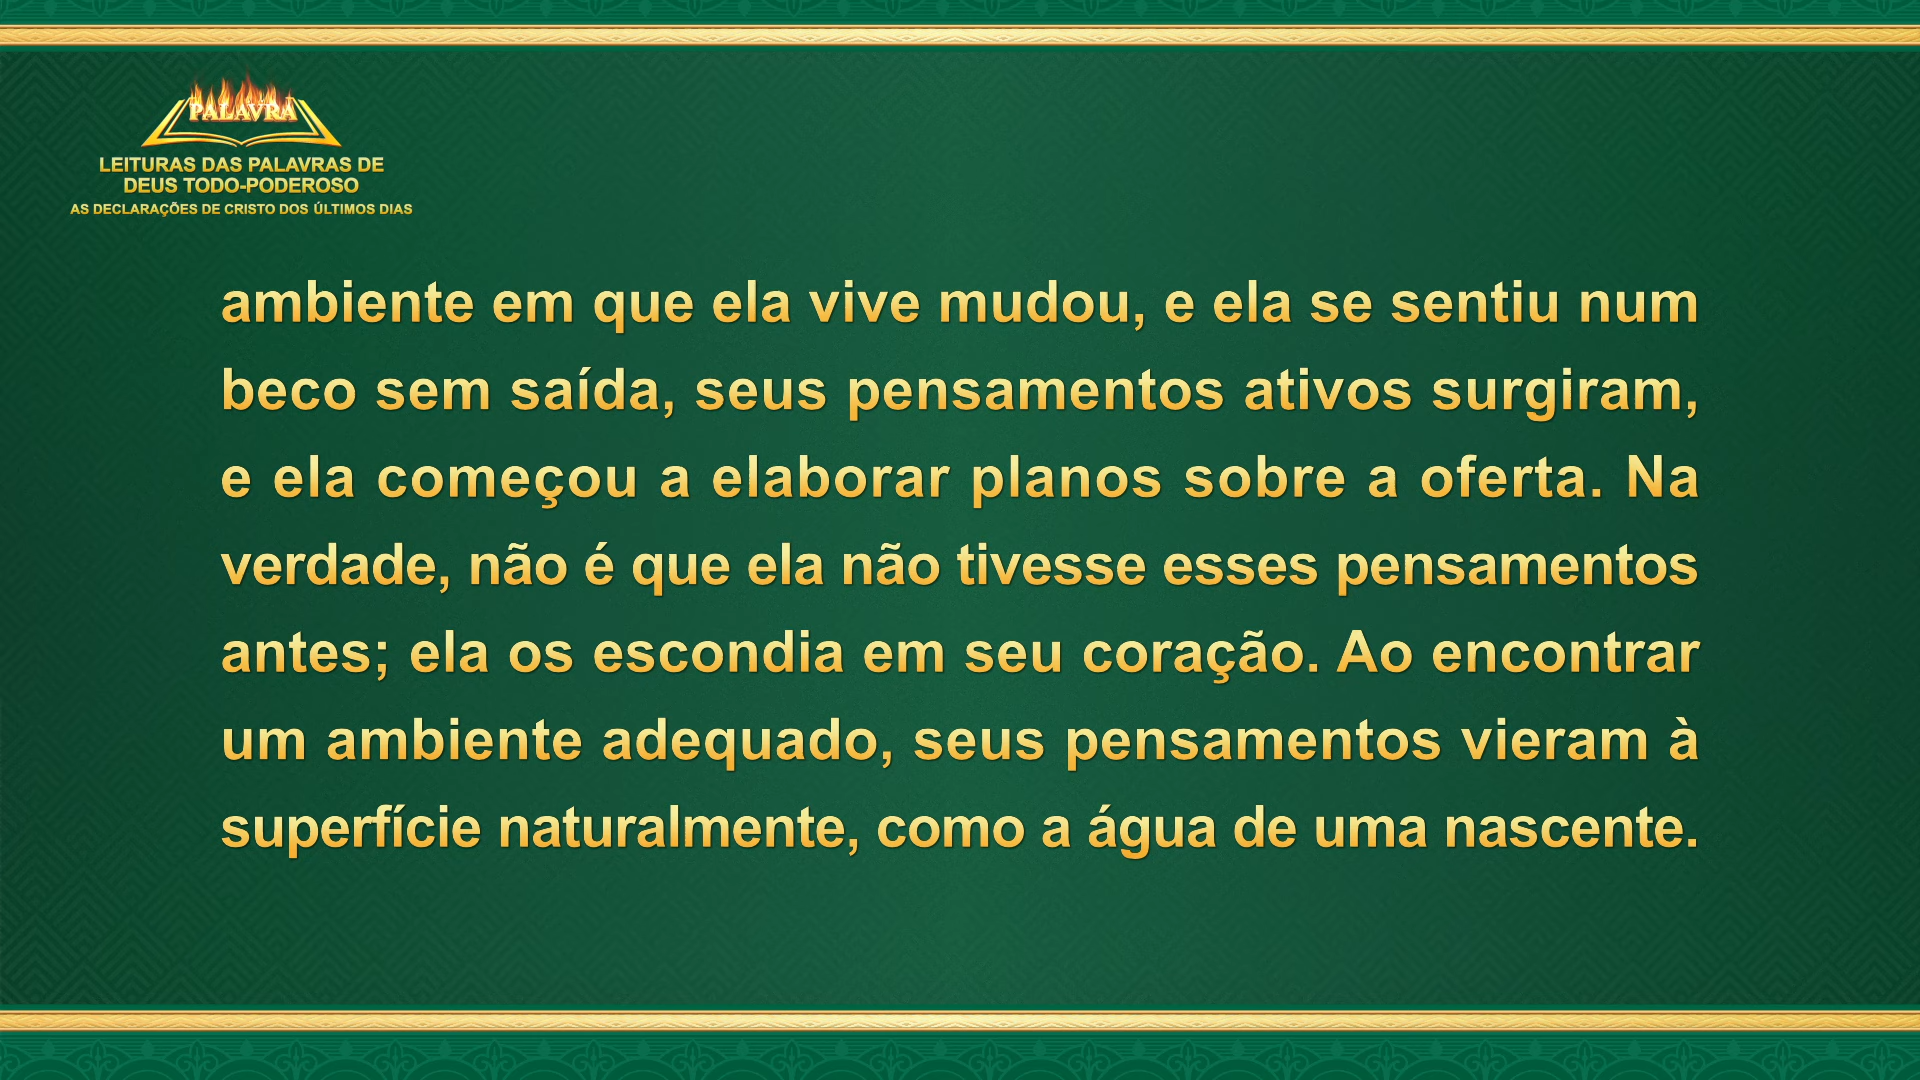 PALAVRA
LEITURAS DAS PALAVRAS DE
DEUS TODO-PODEROSO
AS DECLARAÇÕES DE CRISTO DOS ÚLTIMOS DIAS
ambiente em que ela vive mudou, e ela se sentiu num
beco sem saída, seus pensamentos ativos surgiram,
e ela começou a elaborar planos sobre a oferta. Na
verdade, não é que ela não tivesse esses pensamentos
antes; ela os escondia em seu coração. Ao encontrar
um ambiente adequado, seus pensamentos vieram à
superfície naturalmente, como a água de uma nascente.